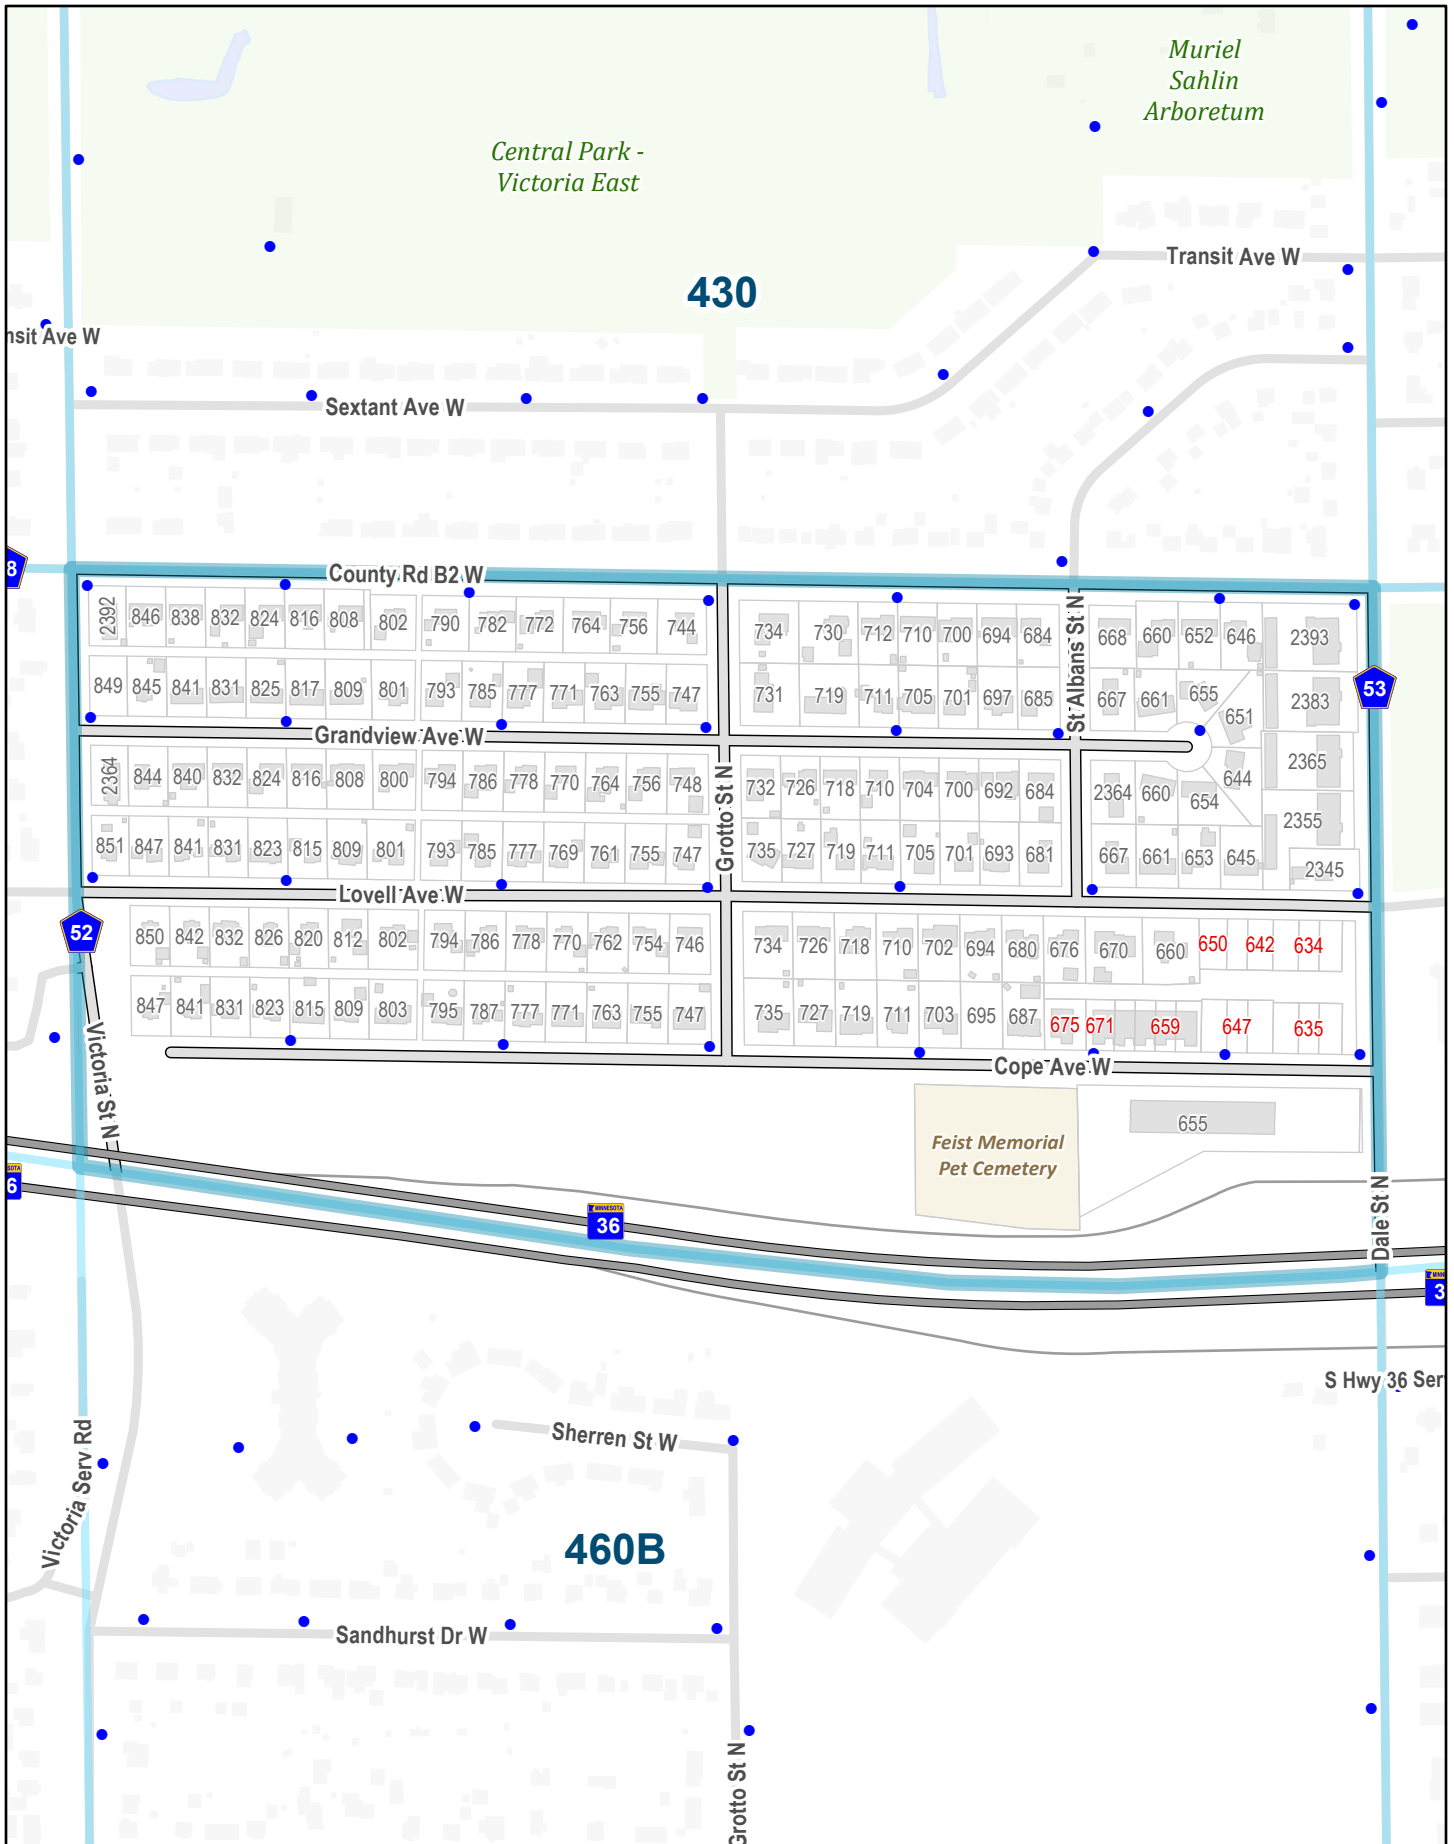 Muriel
Sahlin
Arboretum
Central Park -
Victoria East
Transit Ave W
430
nsit Ave W
Sextant Ave W
8
County Rd B2 W
2392 846 838 832 824 816 808 802 790 782 772 764 756 744 734 730 712 710 700 694 684 668 660 652 646 2393
St Albans St N
849 845 841 831 825 817 809 801 793 785 777 771 763 755 747 731 719 711 705 701 697 685 667 661 655 651 2383
53
Grandview Ave W
2364 844 840 832 824 816 808 800 794 786 778 770 764 756 748 732 726 718 710 704 700 692 684 2364 660 654 644 2365
Grotto St N
2355
851 847 841 831 823 815 809 801 793 785 777 769 761 755 747 735 727 719 711 705 701 693 681 667 661 653 645 2345
Lovell Ave W
52
850 842 832 826 820 812 802 794 786 778 770 762 754 746 734 726 718 710 702 694 680 676 670 660 650 642 634
847 841 831 823 815 809 803 795 787 777 771 763 755 747 735 727 719 711 703 695 687 675 671 659 647 635
Victoria St N
Cope Ave W
655
Feist Memorial
Pet Cemetery
SOTA
6
MINNESOTA
36
Dale St N
MINN
3
S Hwy 36 Ser
Sherren St W
Victoria Serv Rd
460B
Sandhurst Dr W
Grotto St N